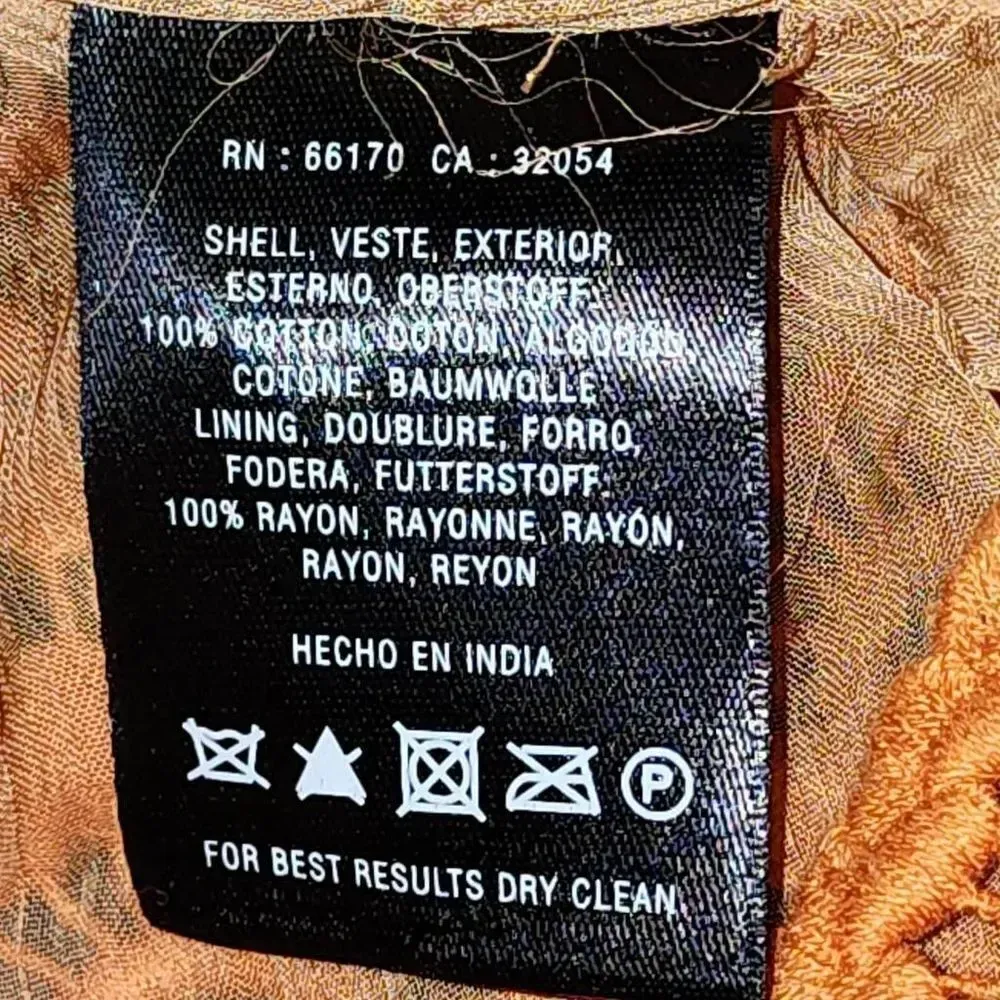 RN : 66170 CA : 32054
SHELL, VESTE, EXTERIOR,
ESTERNO, OBERSTOFF:
100% COTTON, COTON, ALGODÓN,
COTONE, BAUMWOLLE
LINING, DOUBLURE, FORRO,
FODERA, FUTTERSTOFF:
100% RAYON, RAYONNE, RAYÓN,
RAYON, REYON
HECHO EN INDIA
P
FOR BEST RESULTS DRY CLEAN.